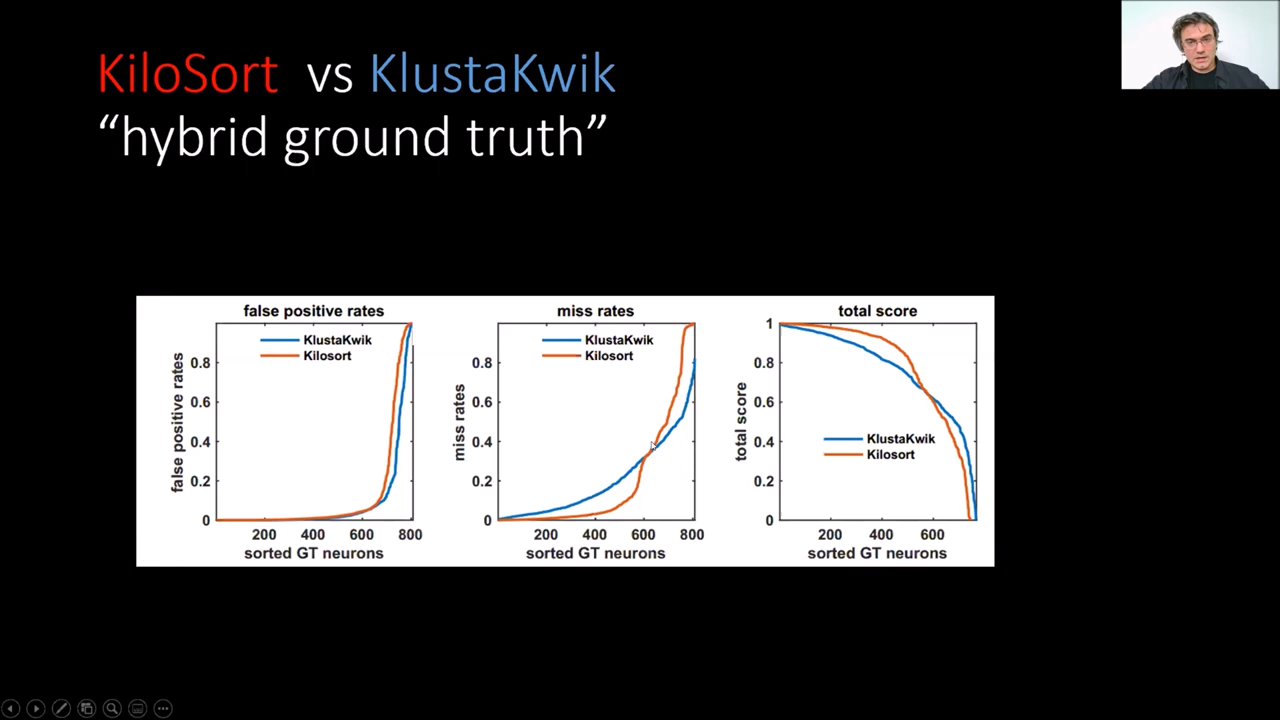 KiloSort vs KlustaKwik
“hybrid ground truth”
false positive rates
KlustaKwik
Kilosort
false positive rates
0.8
0.6
0.4
0.2
0
200 400 600 800
sorted GT neurons
miss rates
KlustaKwik
Kilosort
miss rates
0.8
0.6
0.4
0.2
0
200 400 600 800
sorted GT neurons
total score
1
0.8
0.6
0.4
0.2
0
total score
KlustaKwik
Kilosort
200 400 600
sorted GT neurons